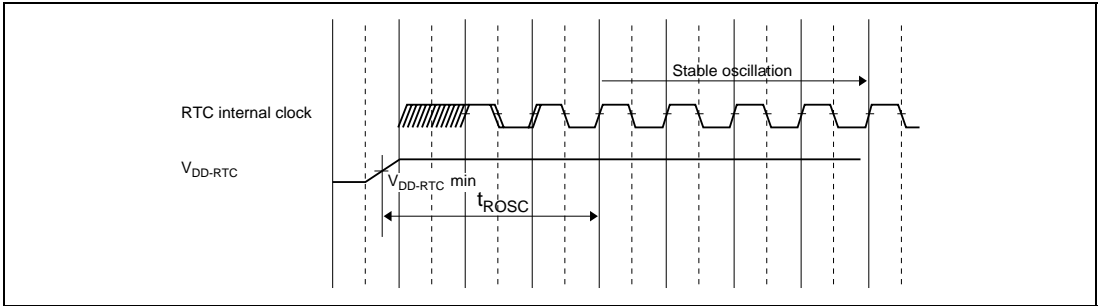 Stable oscillation
RTC internal clock
VDD-RTC
VDD-RTC min
tROSC